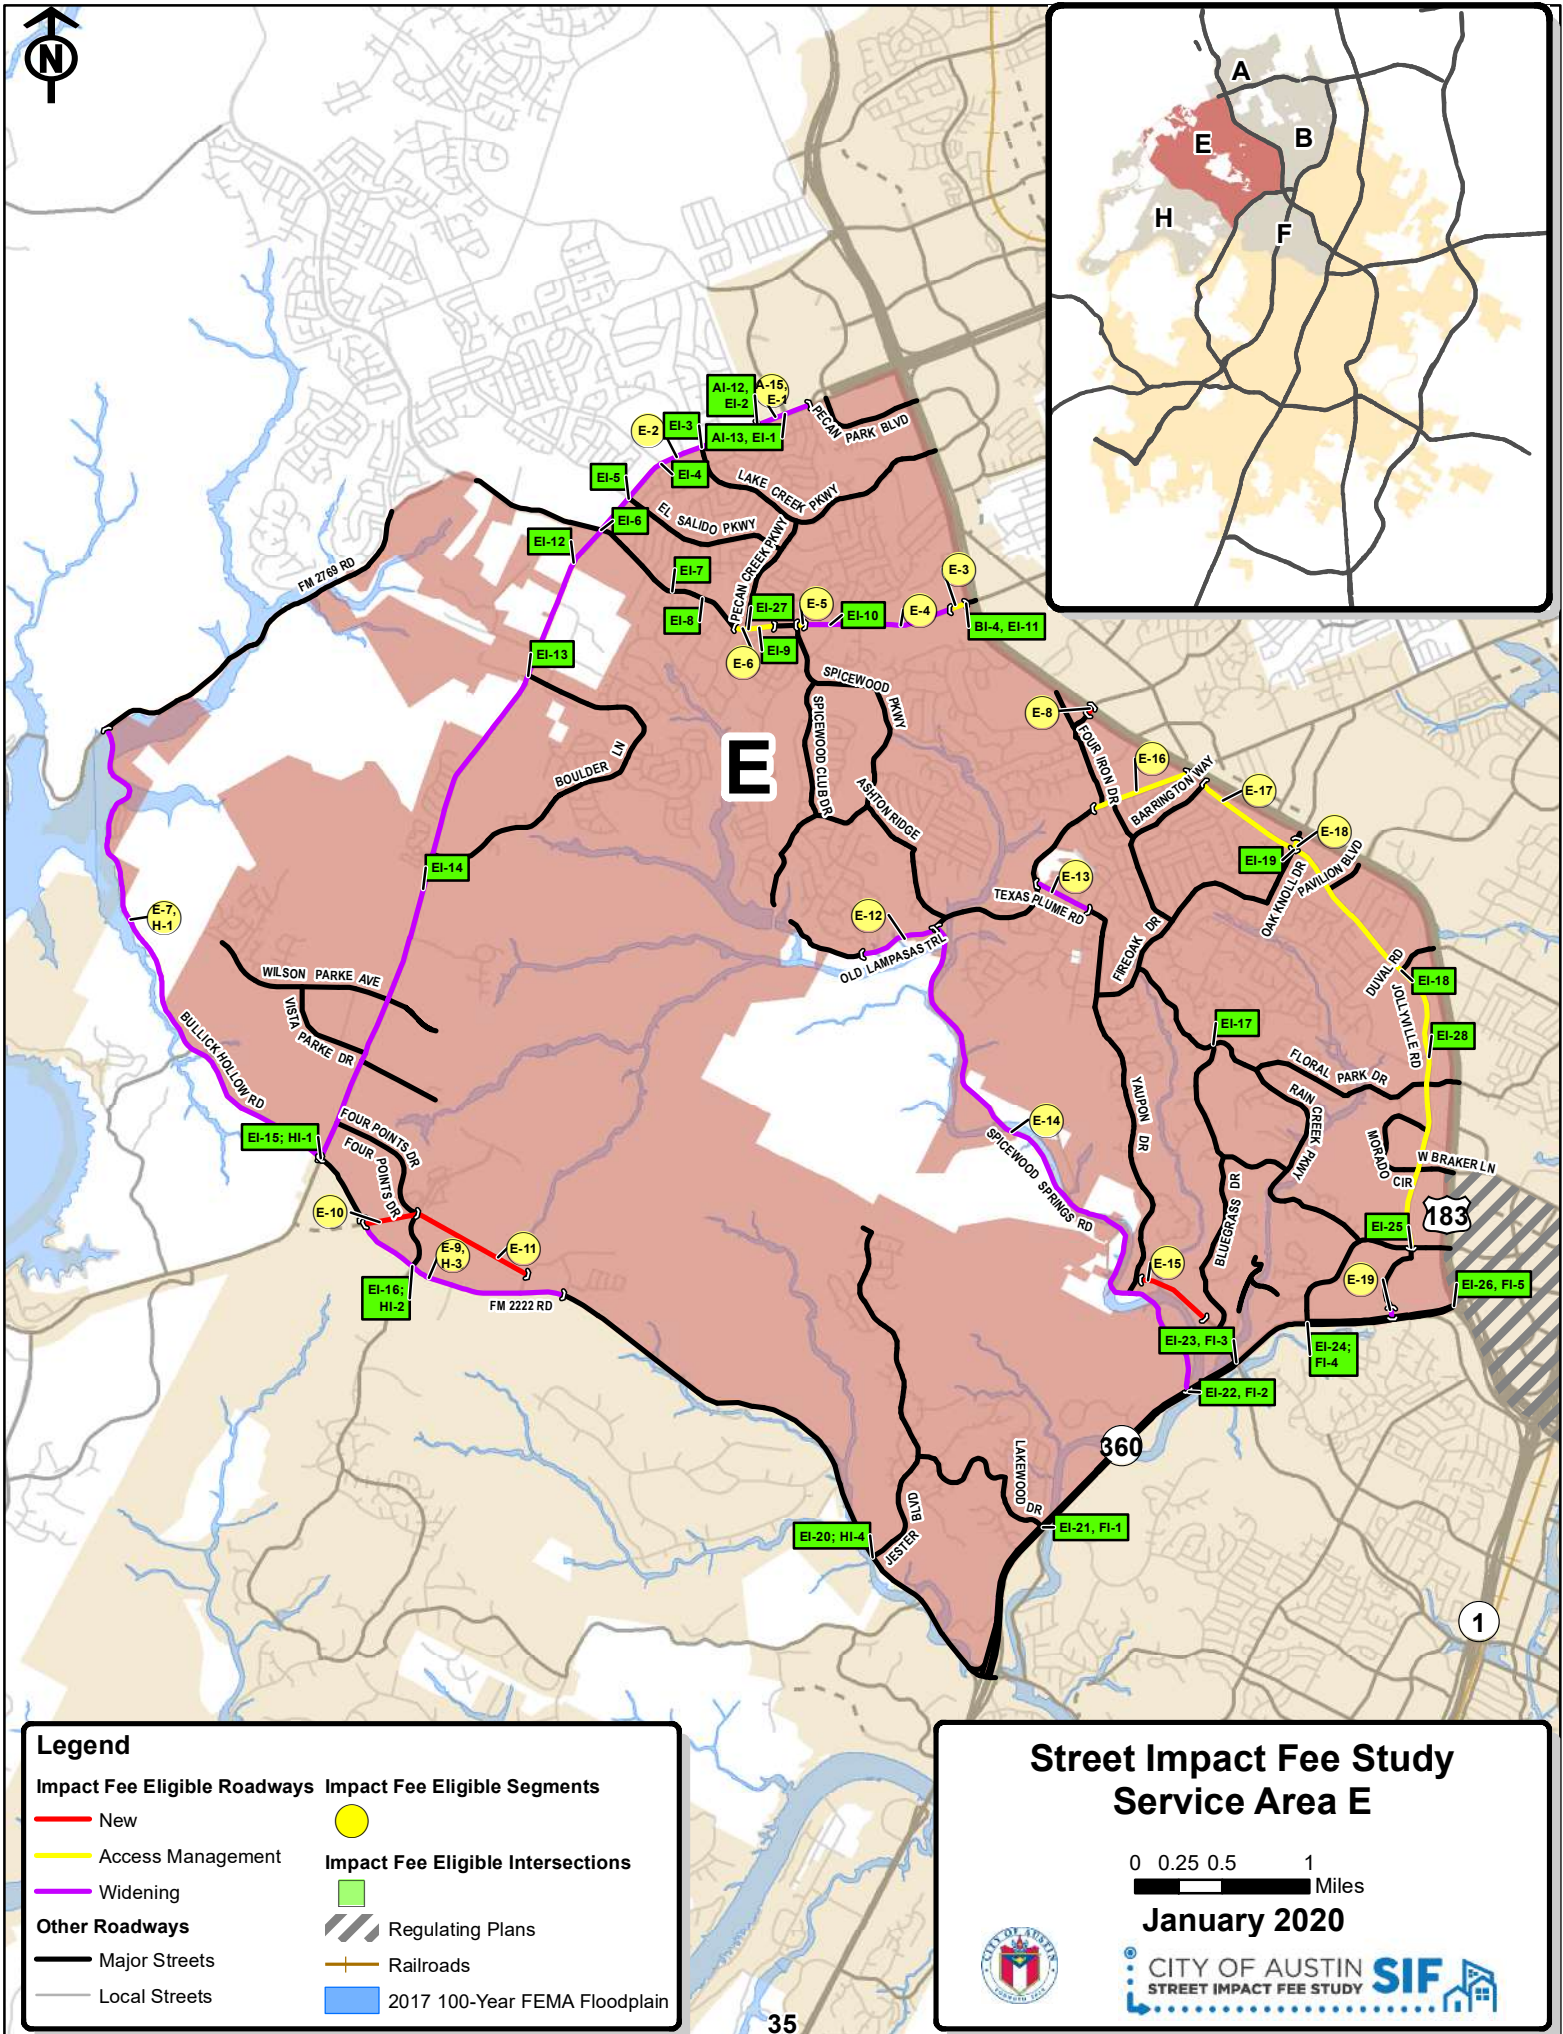 N
A
B
E
H
F
AI-12,
EI-2
A-15,
E-1
E-2
EI-3
AI-13, EI-1
PECAN
PARK BLVD
EI-4
EI-5
LAKE CREEK PKWY
EL SALIDO PKWY
EI-6
EI-12
PECAN CREEK PKWY
FM 2769 RD
EI-7
E-3
EI-8
EI-27
E-5
EI-10
E-4
BI-4, EI-11
EI-13
EI-9
E-6
SPICEWOOD
PKWY
SPICEWOOD CLUB DR
E-8
FOUR IRON DR
E
BOULDER LN
E-16
BARRINGTON WAY
E-17
ASHTON RIDGE
E-18
EI-19
PAVILION BLVD
OAK KNOLL DR
EI-14
E-13
TEXAS PLUME RD
E-7,
H-1
E-12
OLD LAMPASAS TRL
FIREOAK DR
DUVAL RD
EI-18
JOLLYVILLE RD
WILSON PARKE AVE
VISTA
PARKE DR
BULLICK HOLLOW RD
EI-17
EI-28
FLORAL PARK DR
RAIN
CREEK PKWY
YAUPON DR
E-14
SPICEWOOD SPRINGS RD
FOUR POINTS DR
FOUR POINTS DR
EI-15; HI-1
MORADO
CIR
W BRAKER LN
BLUEGRASS DR
183
E-10
EI-25
E-9,
H-3
E-11
E-15
E-19
EI-26, FI-5
EI-16;
HI-2
FM 2222 RD
EI-23, FI-3
EI-24;
FI-4
EI-22, FI-2
360
LAKEWOOD DR
JESTER
BLVD
EI-20; HI-4
EI-21, FI-1
1
Legend
Impact Fee Eligible Roadways
New
Access Management
Widening
Other Roadways
Major Streets
Local Streets
Impact Fee Eligible Segments
Impact Fee Eligible Intersections
Regulating Plans
Railroads
2017 100-Year FEMA Floodplain
Street Impact Fee Study
Service Area E
0 0.25 0.5 1
Miles
January 2020
CITY OF AUSTIN
FOUNDED 1839
CITY OF AUSTIN
STREET IMPACT FEE STUDY
SIF
35